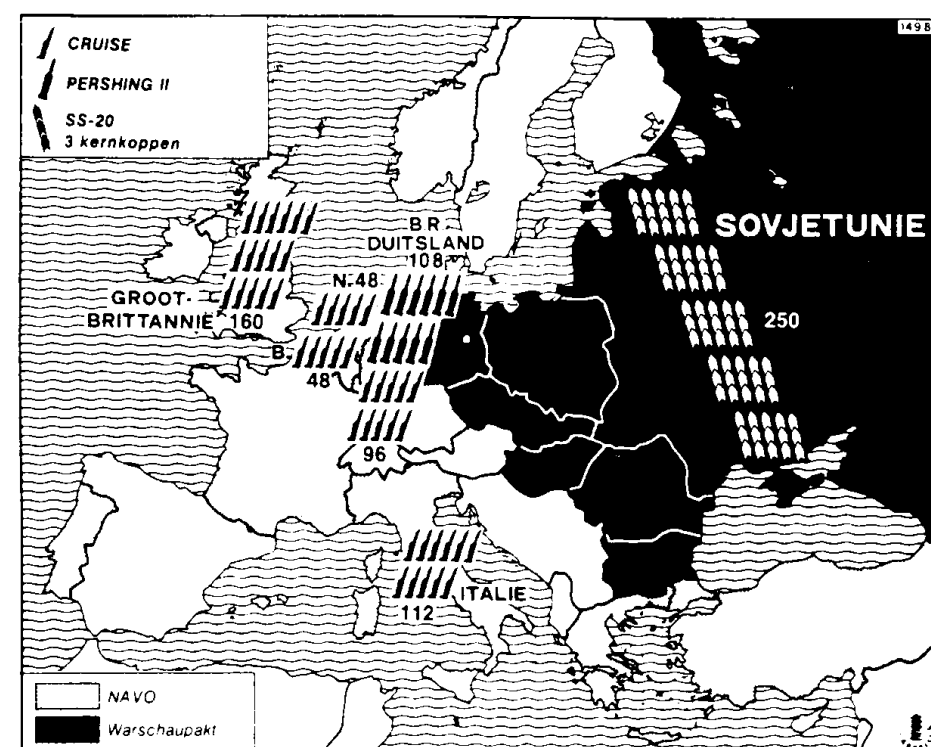 CRUISE
PERSHING II
SS-20
3 kernkoppen
1498
B R
DUITSLAND
108
N.48
SOVJETUNIE
GROOT-
BRITTANNIE 160
250
B.
48
96
ITALIE
112
NAVO
Warschaupakt